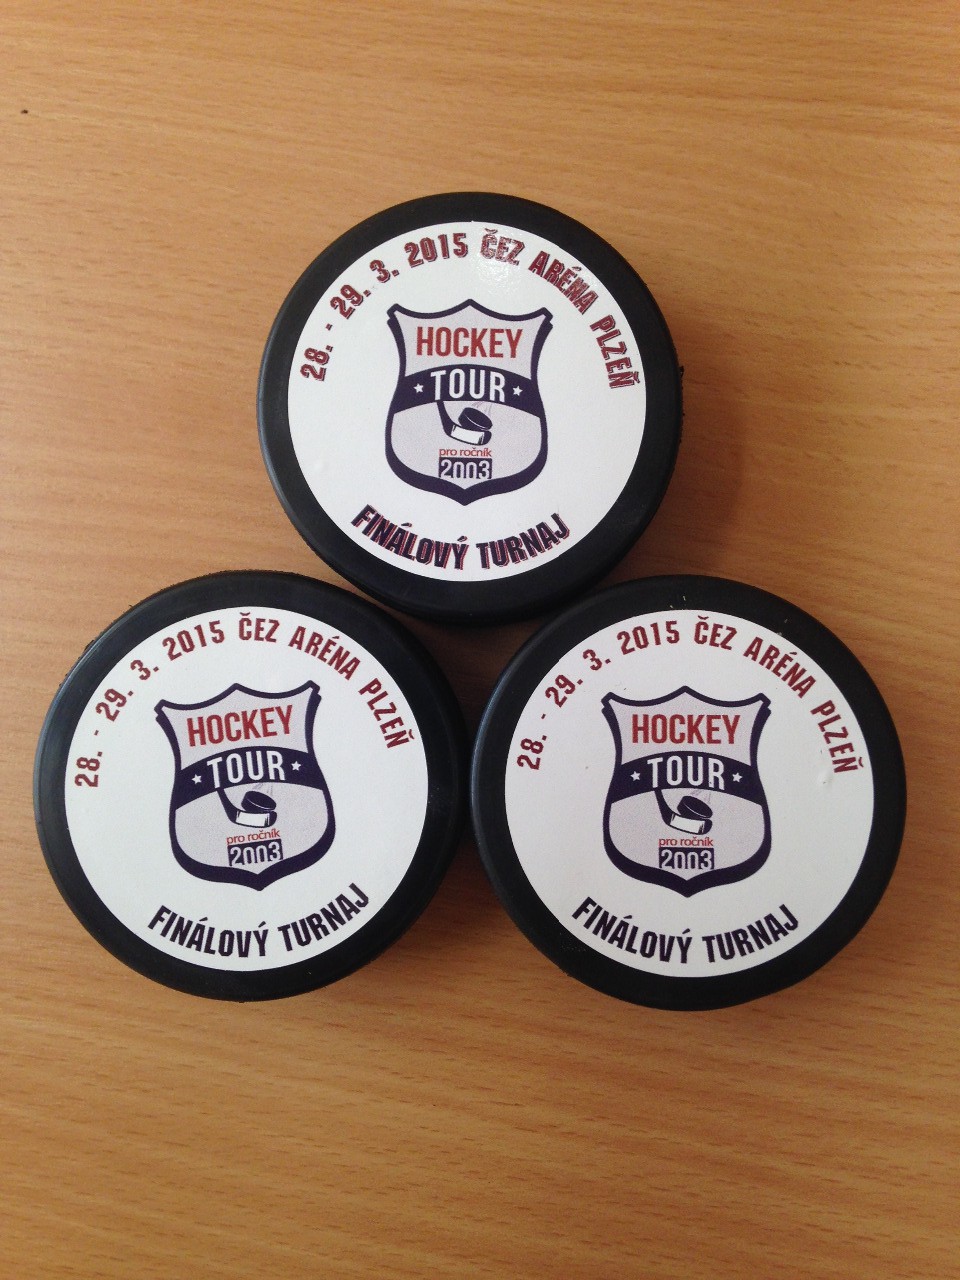 28. - 29. 3. 2015 ČEZ ARÉNA PLZEŇ
HOCKEY
TOUR
pro ročník
2003
FINÁLOVÝ TURNAJ
28. - 29. 3. 2015 ČEZ ARÉNA PLZEŇ
HOCKEY
TOUR
pro ročník
2003
FINÁLOVÝ TURNAJ
28. - 29. 3. 2015 ČEZ ARÉNA PLZEŇ
HOCKEY
TOUR
pro ročník
2003
FINÁLOVÝ TURNAJ